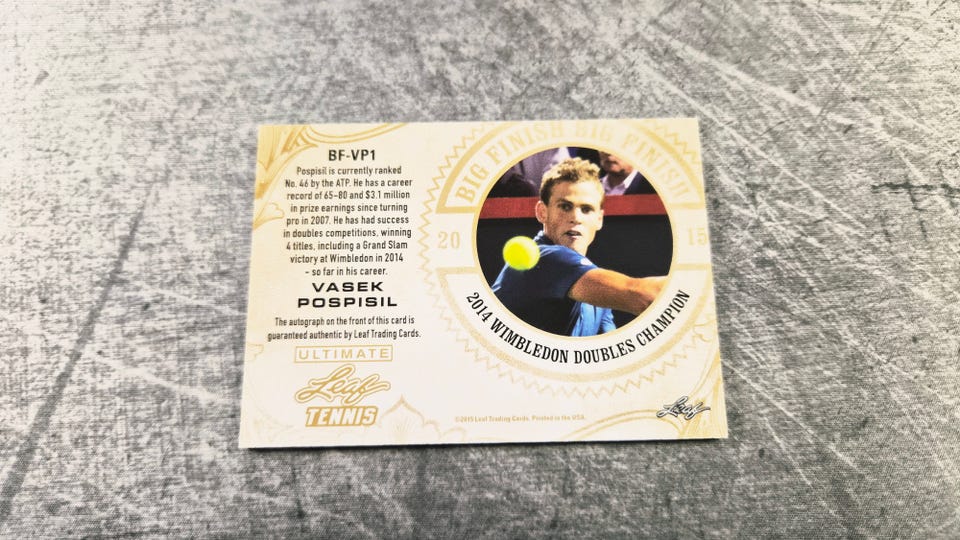 BF-VP1
Pospisil is currently ranked
No. 46 by the ATP. He has a career
record of 65-80 and $3.1 million
in prize earnings since turning
pro in 2007. He has had success
in doubles competitions, winning
4 titles, including a Grand Slam
victory at Wimbledon in 2014
- so far in his career.
VASEK
POSPISIL
The autograph on the front of this card is
guaranteed authentic by Leaf Trading Cards.
ULTIMATE
Leaf
TENNIS
BIG FINISH BIG FINISH
20 15
2014 WIMBLEDON DOUBLES CHAMPION
©2015 Leaf Trading Cards. Printed in the USA.
Leaf